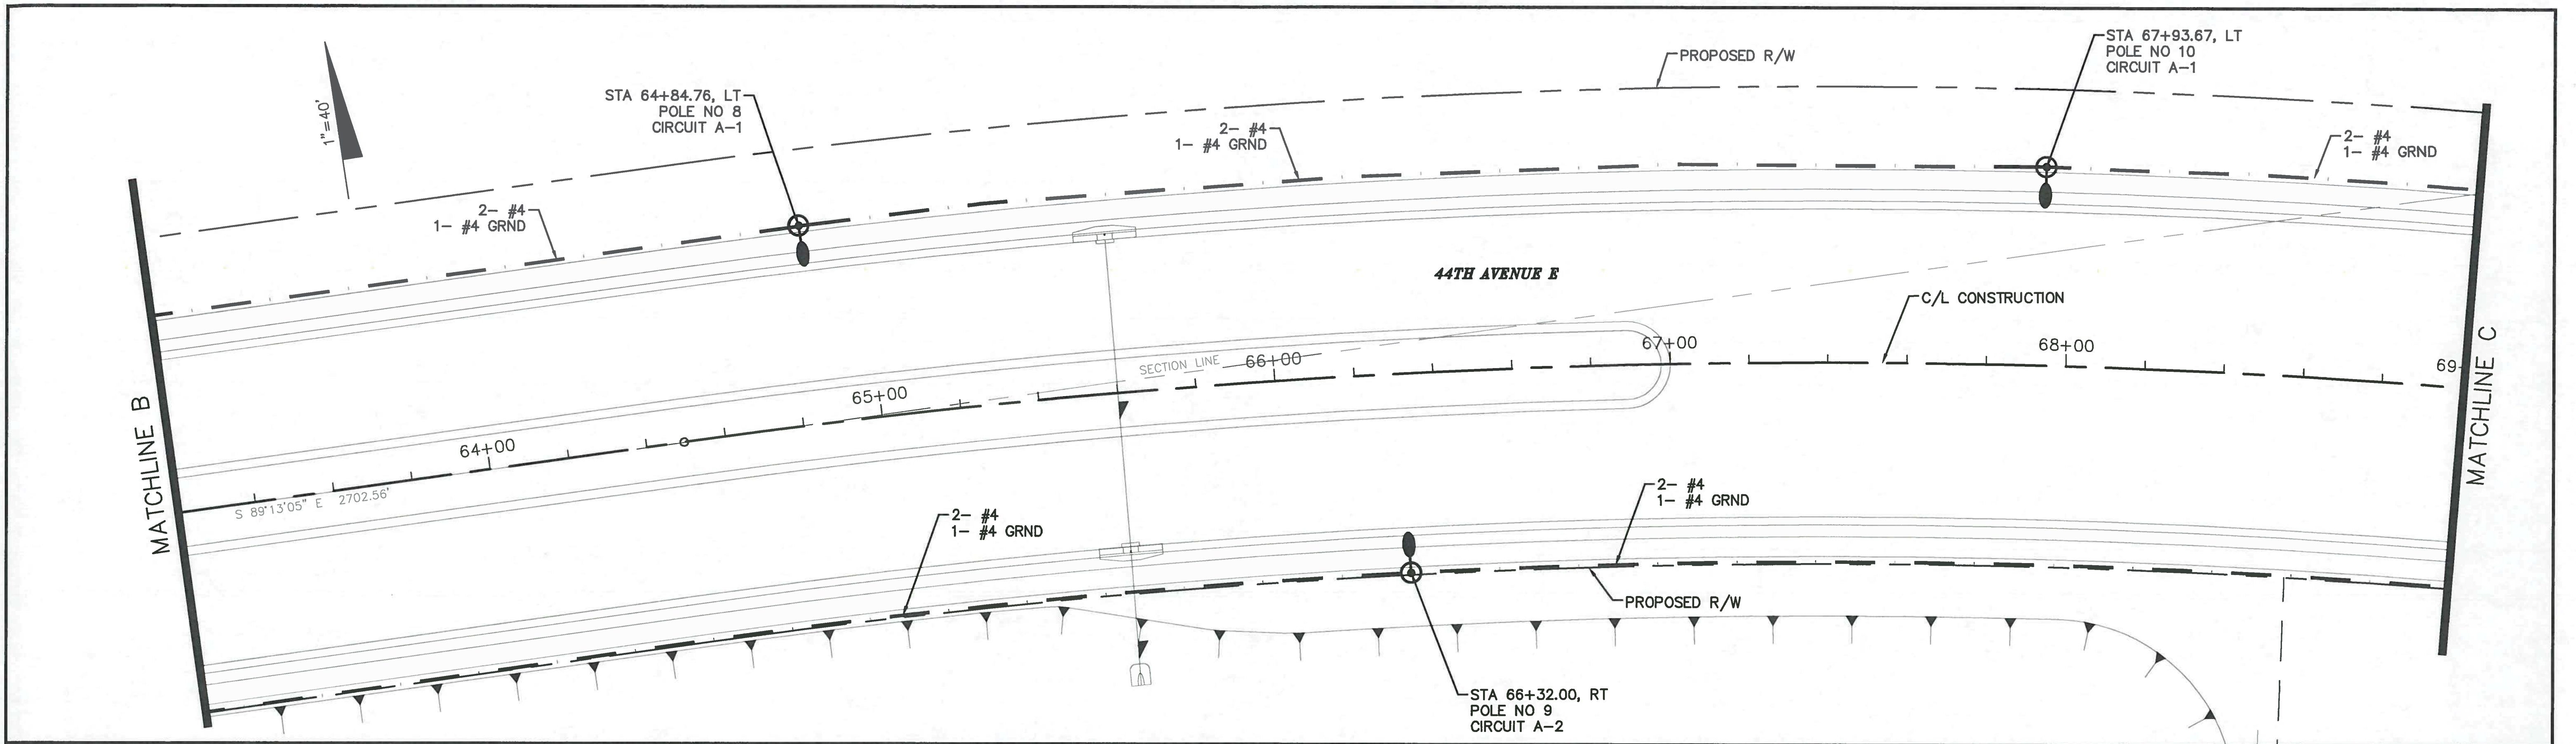 1"=40'
STA 64+84.76, LT
POLE NO 8
CIRCUIT A-1
PROPOSED R/W
STA 67+93.67, LT
POLE NO 10
CIRCUIT A-1
2- #4
1- #4 GRND
2- #4
1- #4 GRND
2- #4
1- #4 GRND
44TH AVENUE E
C/L CONSTRUCTION
MATCHLINE B
S 89°13'05" E 2702.56'
64+00
65+00
SECTION LINE
66+00
67+00
68+00
69
MATCHLINE C
2- #4
1- #4 GRND
2- #4
1- #4 GRND
PROPOSED R/W
STA 66+32.00, RT
POLE NO 9
CIRCUIT A-2